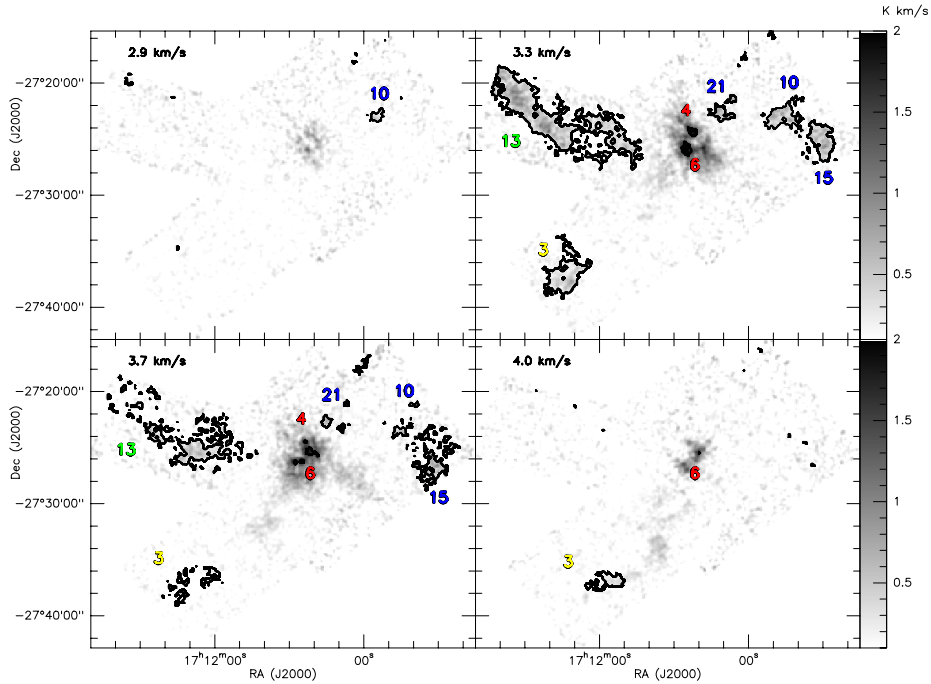 K km/s
2.9 km/s
3.3 km/s
2
−27°20'00''
10
21
10
4
1.5
13
6
15
Dec (J2000)
−27°30'00''
1
3
0.5
−27°40'00''
3.7 km/s
4.0 km/s
2
−27°20'00''
21
10
4
1.5
13
6
6
15
Dec (J2000)
−27°30'00''
1
3
3
0.5
−27°40'00''
17ʰ12ᵐ00ˢ
00ˢ
17ʰ12ᵐ00ˢ
00ˢ
RA (J2000)
RA (J2000)